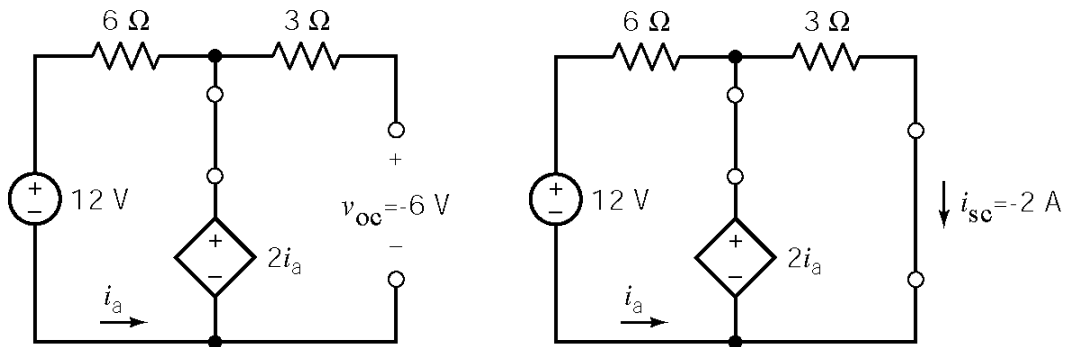 6 Ω
3 Ω
+
−
12 V
+
v_oc=-6 V
−
+
−
2i_a
i_a
6 Ω
3 Ω
+
−
12 V
i_sc=-2 A
+
−
2i_a
i_a